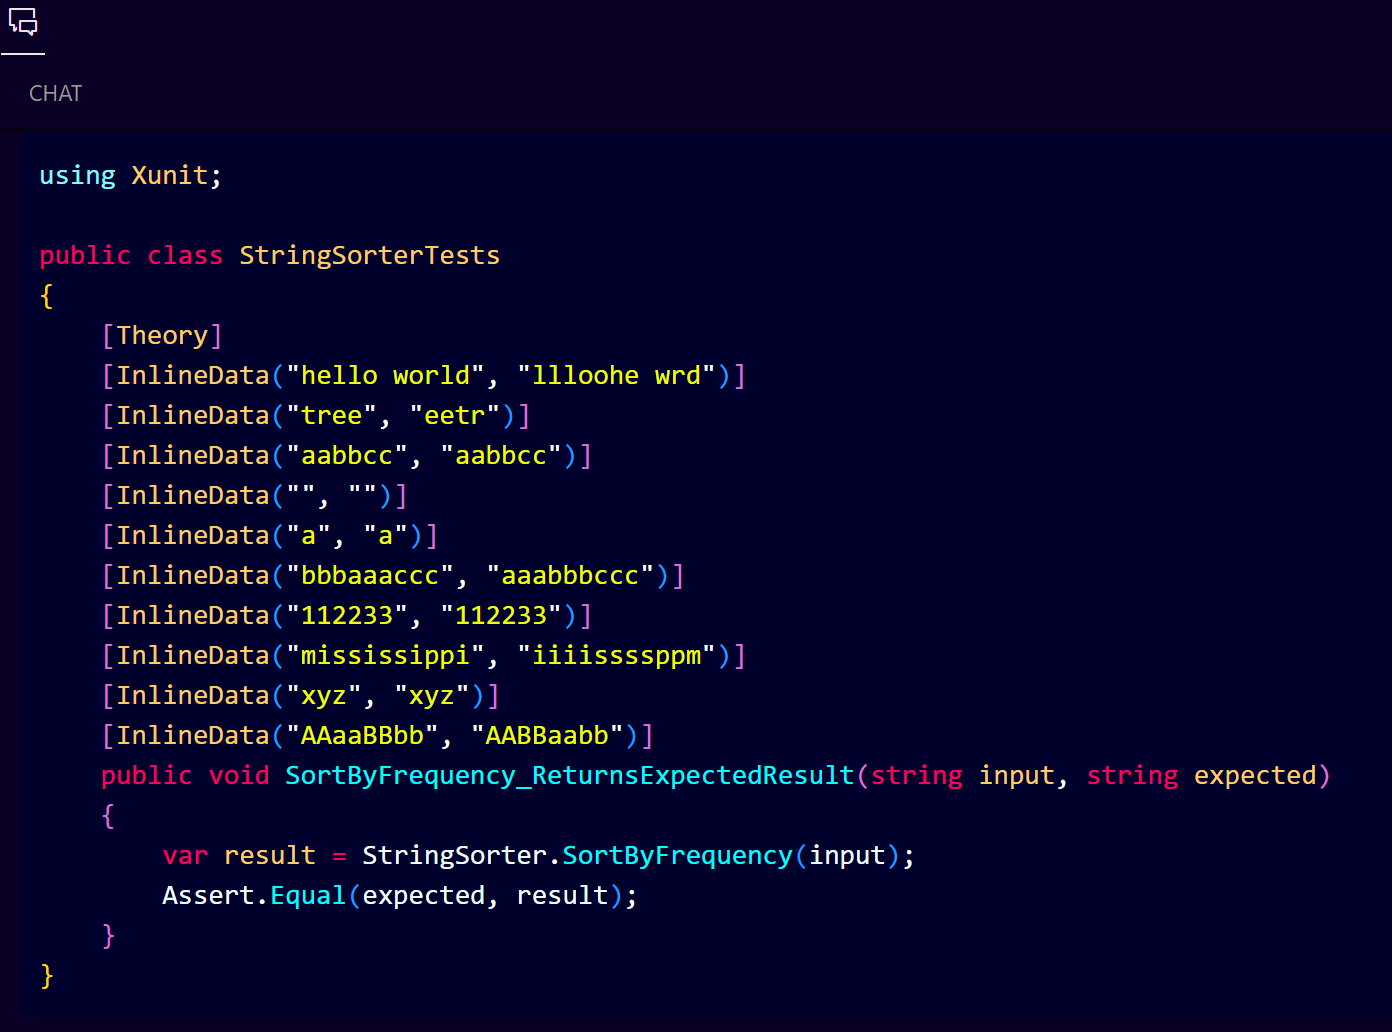 CHAT
using Xunit;
public class StringSorterTests
{
    [Theory]
    [InlineData("hello world", "llloohe wrd")]
    [InlineData("tree", "eetr")]
    [InlineData("aabbcc", "aabbcc")]
    [InlineData("", "")]
    [InlineData("a", "a")]
    [InlineData("bbbaaaccc", "aaabbbccc")]
    [InlineData("112233", "112233")]
    [InlineData("mississippi", "iiiissssppm")]
    [InlineData("xyz", "xyz")]
    [InlineData("AAaaBBbb", "AABBaabb")]
    public void SortByFrequency_ReturnsExpectedResult(string input, string expected)
    {
        var result = StringSorter.SortByFrequency(input);
        Assert.Equal(expected, result);
    }
}